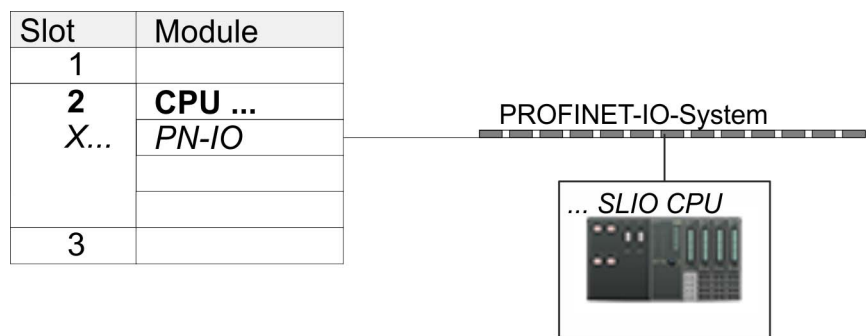 Slot Module
1
2 CPU ...
X... PN-IO
3
PROFINET-IO-System
... SLIO CPU